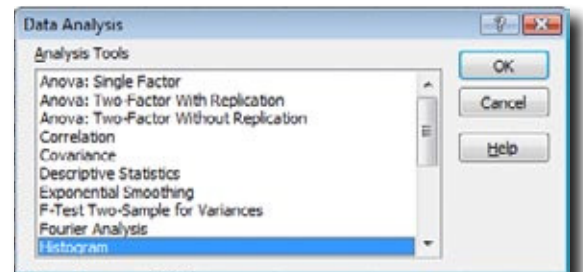 Data Analysis
Analysis Tools
Anova: Single Factor
Anova: Two-Factor With Replication
Anova: Two-Factor Without Replication
Correlation
Covariance
Descriptive Statistics
Exponential Smoothing
F-Test Two-Sample for Variances
Fourier Analysis
Histogram
OK
Cancel
Help